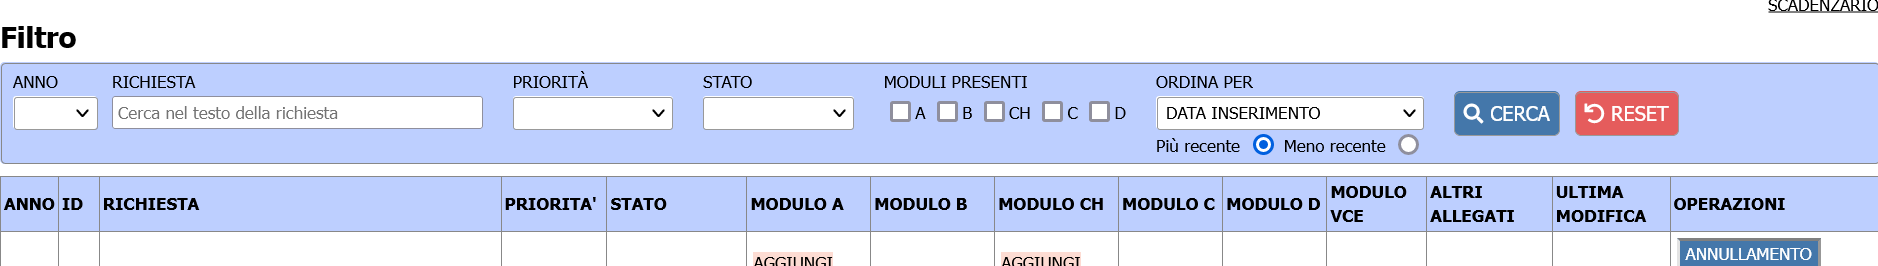 SCADENZARIO
Filtro
ANNO RICHIESTA PRIORITÀ STATO MODULI PRESENTI ORDINA PER
Cerca nel testo della richiesta A B CH C D DATA INSERIMENTO CERCA RESET
Più recente Meno recente
ANNO ID RICHIESTA PRIORITA' STATO MODULO A MODULO B MODULO CH MODULO C MODULO D MODULO VCE ALTRI ALLEGATI ULTIMA MODIFICA OPERAZIONI
AGGIUNGI AGGIUNGI ANNULLAMENTO